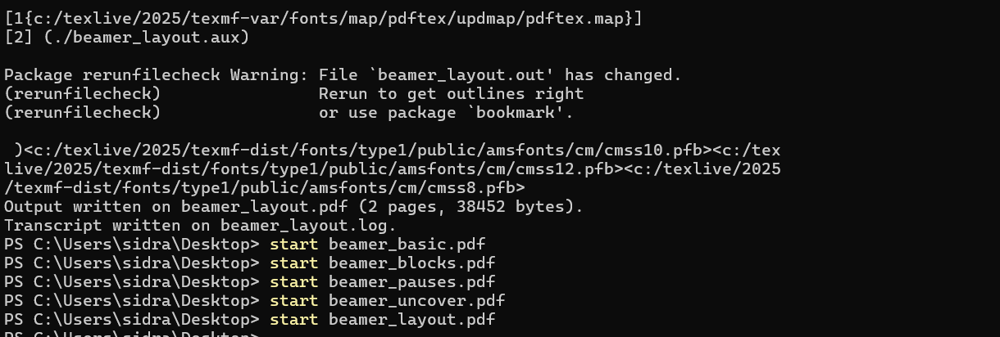 [1{c:/texlive/2025/texmf-var/fonts/map/pdftex/updmap/pdftex.map}]
[2] (./beamer_layout.aux)
Package rerunfilecheck Warning: File `beamer_layout.out' has changed.
(rerunfilecheck)                Rerun to get outlines right
(rerunfilecheck)                or use package `bookmark'.
 )<c:/texlive/2025/texmf-dist/fonts/type1/public/amsfonts/cm/cmss10.pfb><c:/tex
live/2025/texmf-dist/fonts/type1/public/amsfonts/cm/cmss12.pfb><c:/texlive/2025
/texmf-dist/fonts/type1/public/amsfonts/cm/cmss8.pfb>
Output written on beamer_layout.pdf (2 pages, 38452 bytes).
Transcript written on beamer_layout.log.
PS C:\Users\sidra\Desktop> start beamer_basic.pdf
PS C:\Users\sidra\Desktop> start beamer_blocks.pdf
PS C:\Users\sidra\Desktop> start beamer_pauses.pdf
PS C:\Users\sidra\Desktop> start beamer_uncover.pdf
PS C:\Users\sidra\Desktop> start beamer_layout.pdf
PS C:\Users\sidra\Desktop>